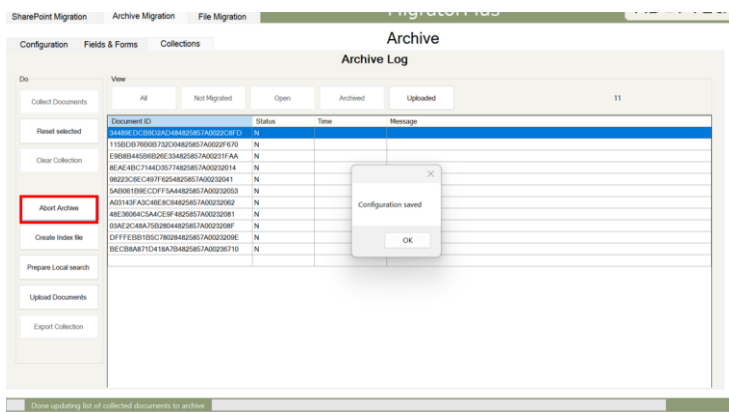 SharePoint Migration Archive Migration File Migration
Configuration Fields & Forms Collections Archive
Archive Log
Do View
Collect Documents All Not Migrated Open Archived Uploaded 11
Document ID Status Time Message
34489EDCB9D2AD484825857A0022C8FD N
Reset selected
115BDB76B0B732D04825857A0022F670 N
E9B8B445B6B26E334825857A00231FAA N
Clear Collection
8EAE4BC7144D35774825857A00232014 N
98223C6EC497F6254825857A00232041 N
5AB081B9ECDFF5A44825857A00232053 N
A03143FA3C46E8C64825857A00232062 N
Configuration saved
Abort Archive
48E36064C5A4CE9F4825857A00232081 N
03AE2C48A75B28044825857A0023208F N
Create Index file
DFFFEBB1B5C780284825857A0023209E N
OK
BECB8A871D418A7B4825857A00236710 N
Prepare Local search
Upload Documents
Export Collection
Done updating list of collected documents to archive